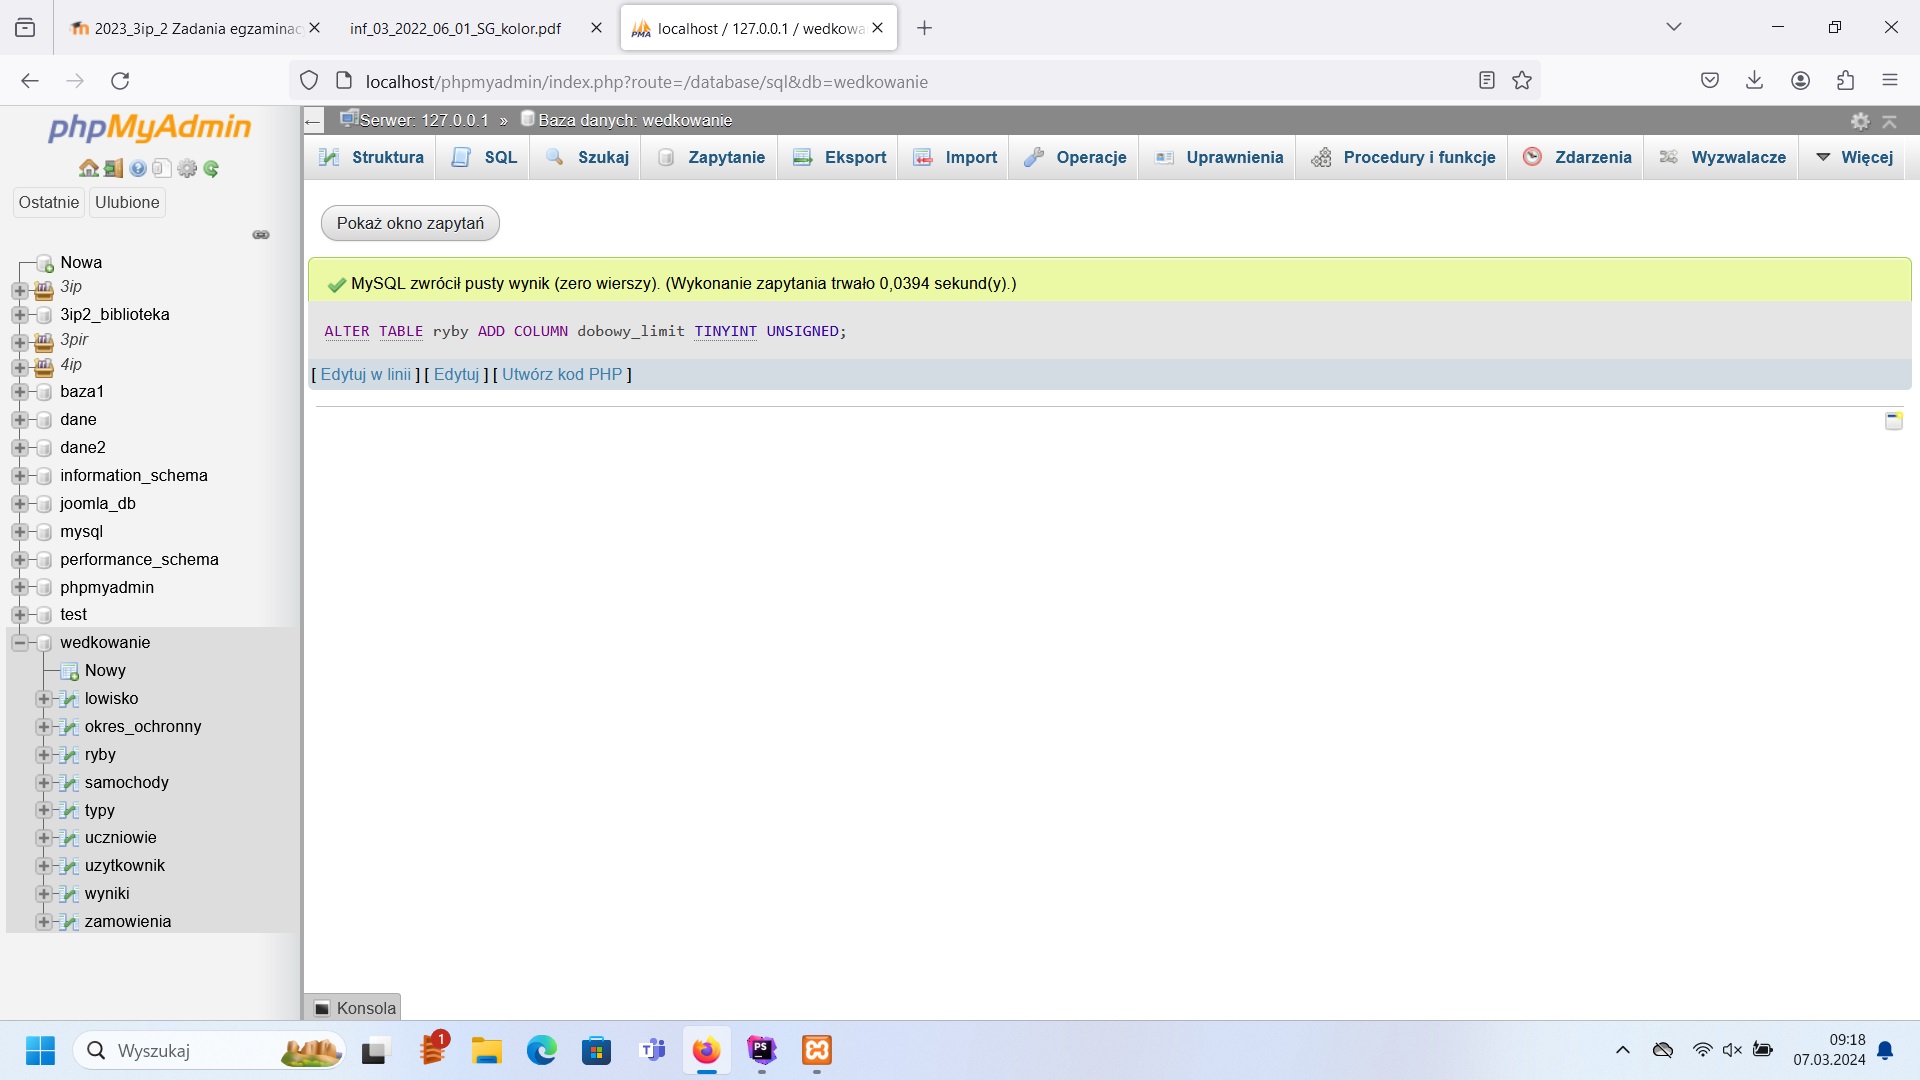 2023_3ip_2 Zadania egzaminac
inf_03_2022_06_01_SG_kolor.pdf
localhost / 127.0.0.1 / wedkowa
localhost/phpmyadmin/index.php?route=/database/sql&db=wedkowanie
phpMyAdmin
Ostatnie
Ulubione
Nowa
3ip
3ip2_biblioteka
3pir
4ip
baza1
dane
dane2
information_schema
joomla_db
mysql
performance_schema
phpmyadmin
test
wedkowanie
Nowy
lowisko
okres_ochronny
ryby
samochody
typy
uczniowie
uzytkownik
wyniki
zamowienia
Serwer: 127.0.0.1 » Baza danych: wedkowanie
Struktura
SQL
Szukaj
Zapytanie
Eksport
Import
Operacje
Uprawnienia
Procedury i funkcje
Zdarzenia
Wyzwalacze
Więcej
Pokaż okno zapytań
MySQL zwrócił pusty wynik (zero wierszy). (Wykonanie zapytania trwało 0,0394 sekund(y).)
ALTER TABLE ryby ADD COLUMN dobowy_limit TINYINT UNSIGNED;
[ Edytuj w linii ] [ Edytuj ] [ Utwórz kod PHP ]
Konsola
Wyszukaj
1
PS
09:18
07.03.2024